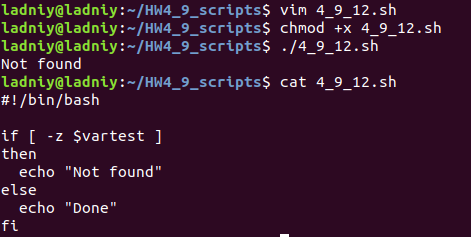 ladniy@ladniy:~/HW4_9_scripts$ vim 4_9_12.sh
ladniy@ladniy:~/HW4_9_scripts$ chmod +x 4_9_12.sh
ladniy@ladniy:~/HW4_9_scripts$ ./4_9_12.sh
Not found
ladniy@ladniy:~/HW4_9_scripts$ cat 4_9_12.sh
#!/bin/bash

if [ -z $vartest ]
then
  echo "Not found"
else
  echo "Done"
fi